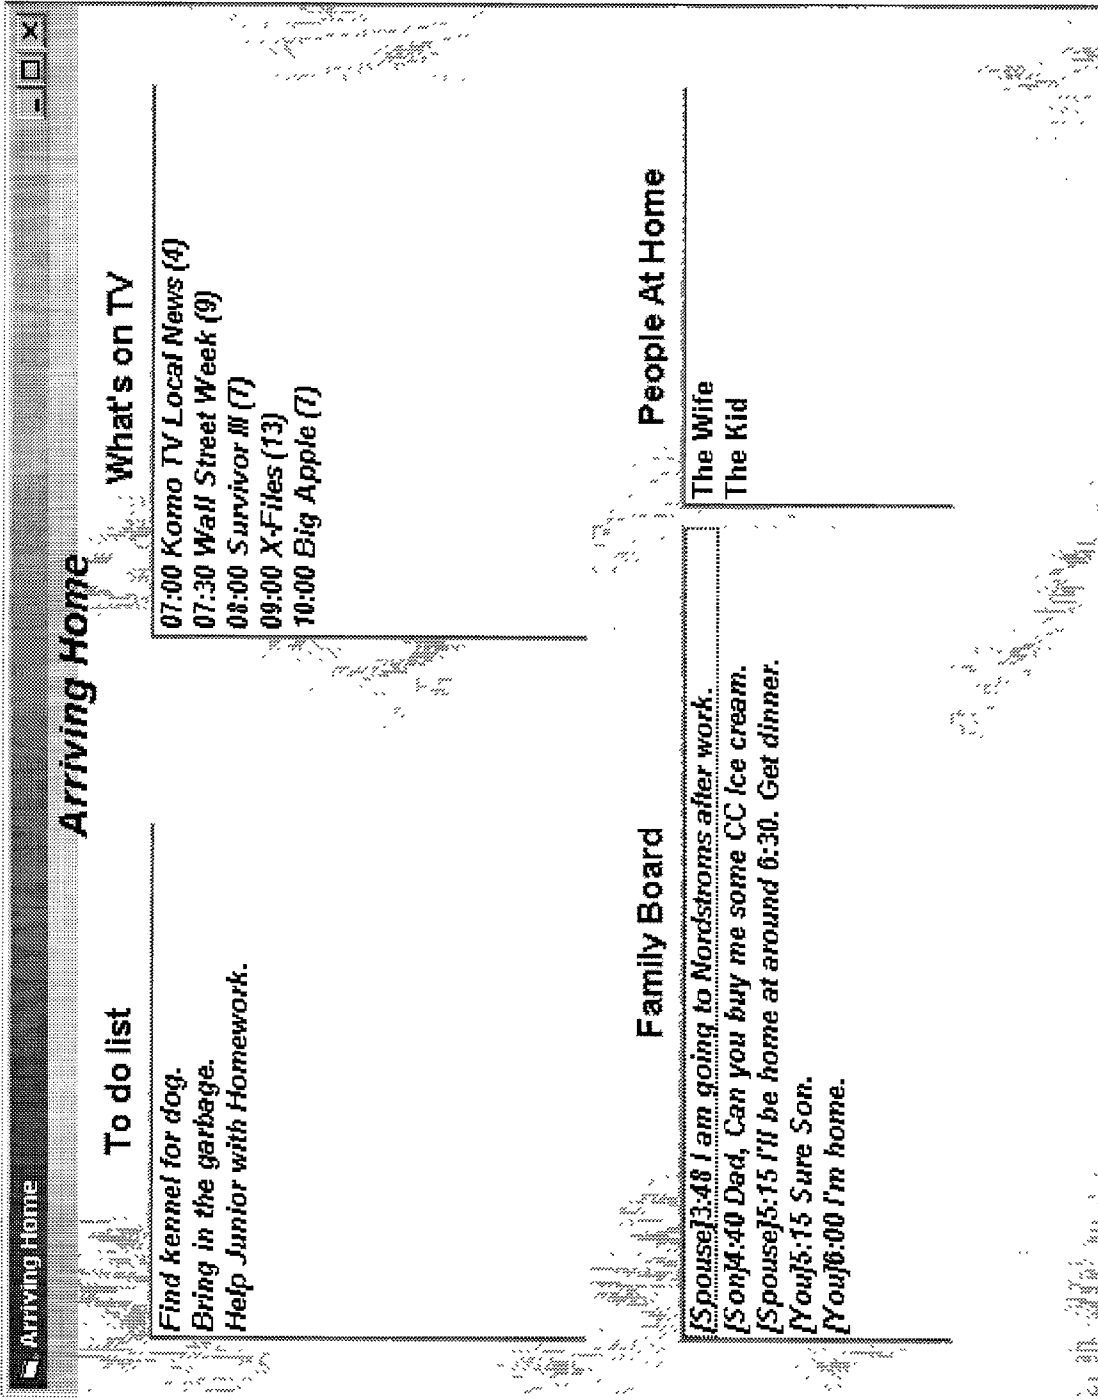 Arriving Home
Arriving Home
To do list
Find kennel for dog.
Bring in the garbage.
Help Junior with Homework.
What's on TV
07:00 Komo TV Local News (4)
07:30 Wall Street Week (9)
08:00 Survivor III (7)
09:00 X-Files (13)
10:00 Big Apple (7)
Family Board
[Spouse]3:48 I am going to Nordstroms after work.
[Son]4:40 Dad, Can you buy me some CC Ice cream.
[Spouse]5:15 I'll be home at around 6:30. Get dinner.
[You]5:15 Sure Son.
[You]6:00 I'm home.
People At Home
The Wife
The Kid